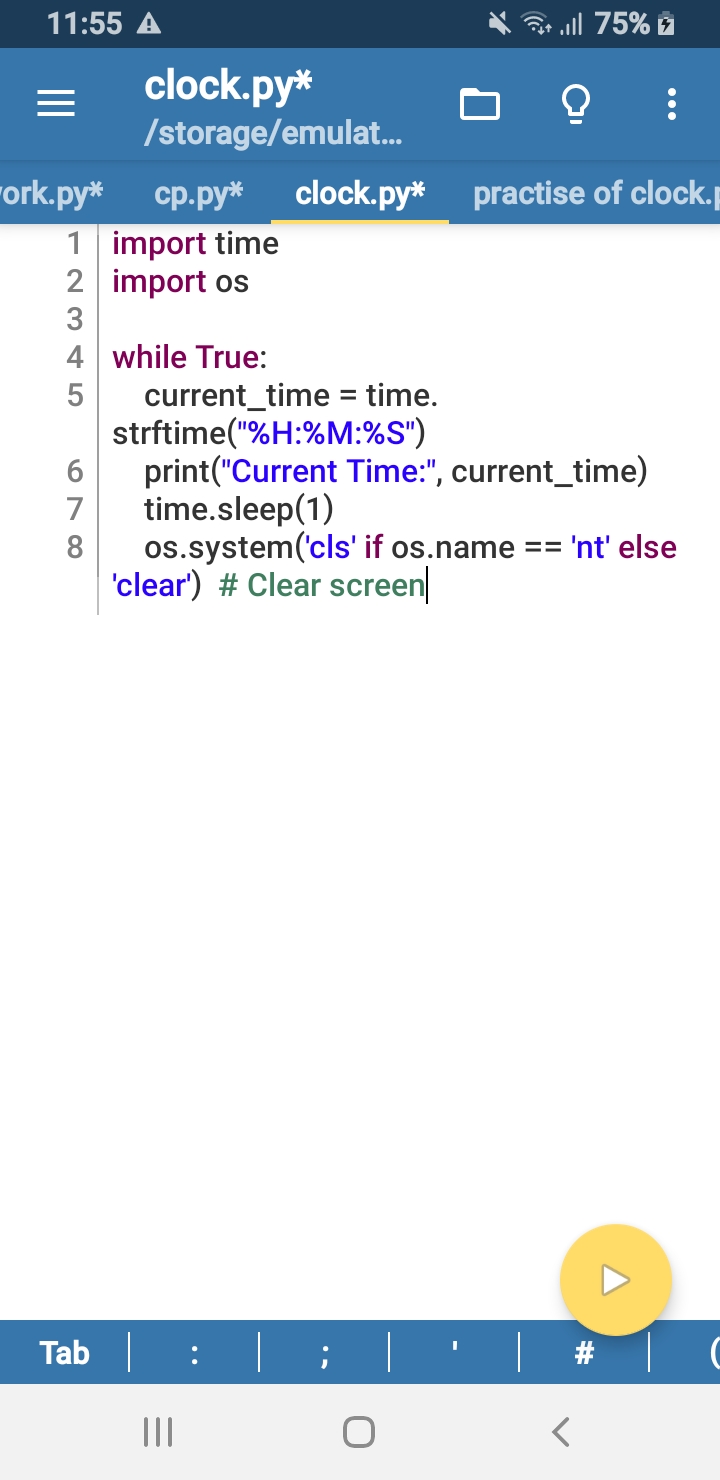 11:55 75%
clock.py*
/storage/emulat...
ork.py* cp.py* clock.py* practise of clock.p
1 import time
2 import os
3
4 while True:
5 current_time = time.
strftime("%H:%M:%S")
6 print("Current Time:", current_time)
7 time.sleep(1)
8 os.system('cls' if os.name == 'nt' else
'clear') # Clear screen
Tab : ; ' # (